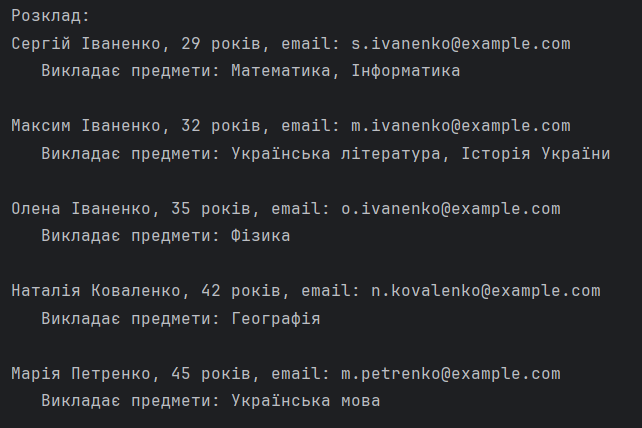 Розклад:
Сергій Іваненко, 29 років, email: s.ivanenko@example.com
Викладає предмети: Математика, Інформатика
Максим Іваненко, 32 років, email: m.ivanenko@example.com
Викладає предмети: Українська література, Історія України
Олена Іваненко, 35 років, email: o.ivanenko@example.com
Викладає предмети: Фізика
Наталія Коваленко, 42 років, email: n.kovalenko@example.com
Викладає предмети: Географія
Марія Петренко, 45 років, email: m.petrenko@example.com
Викладає предмети: Українська мова